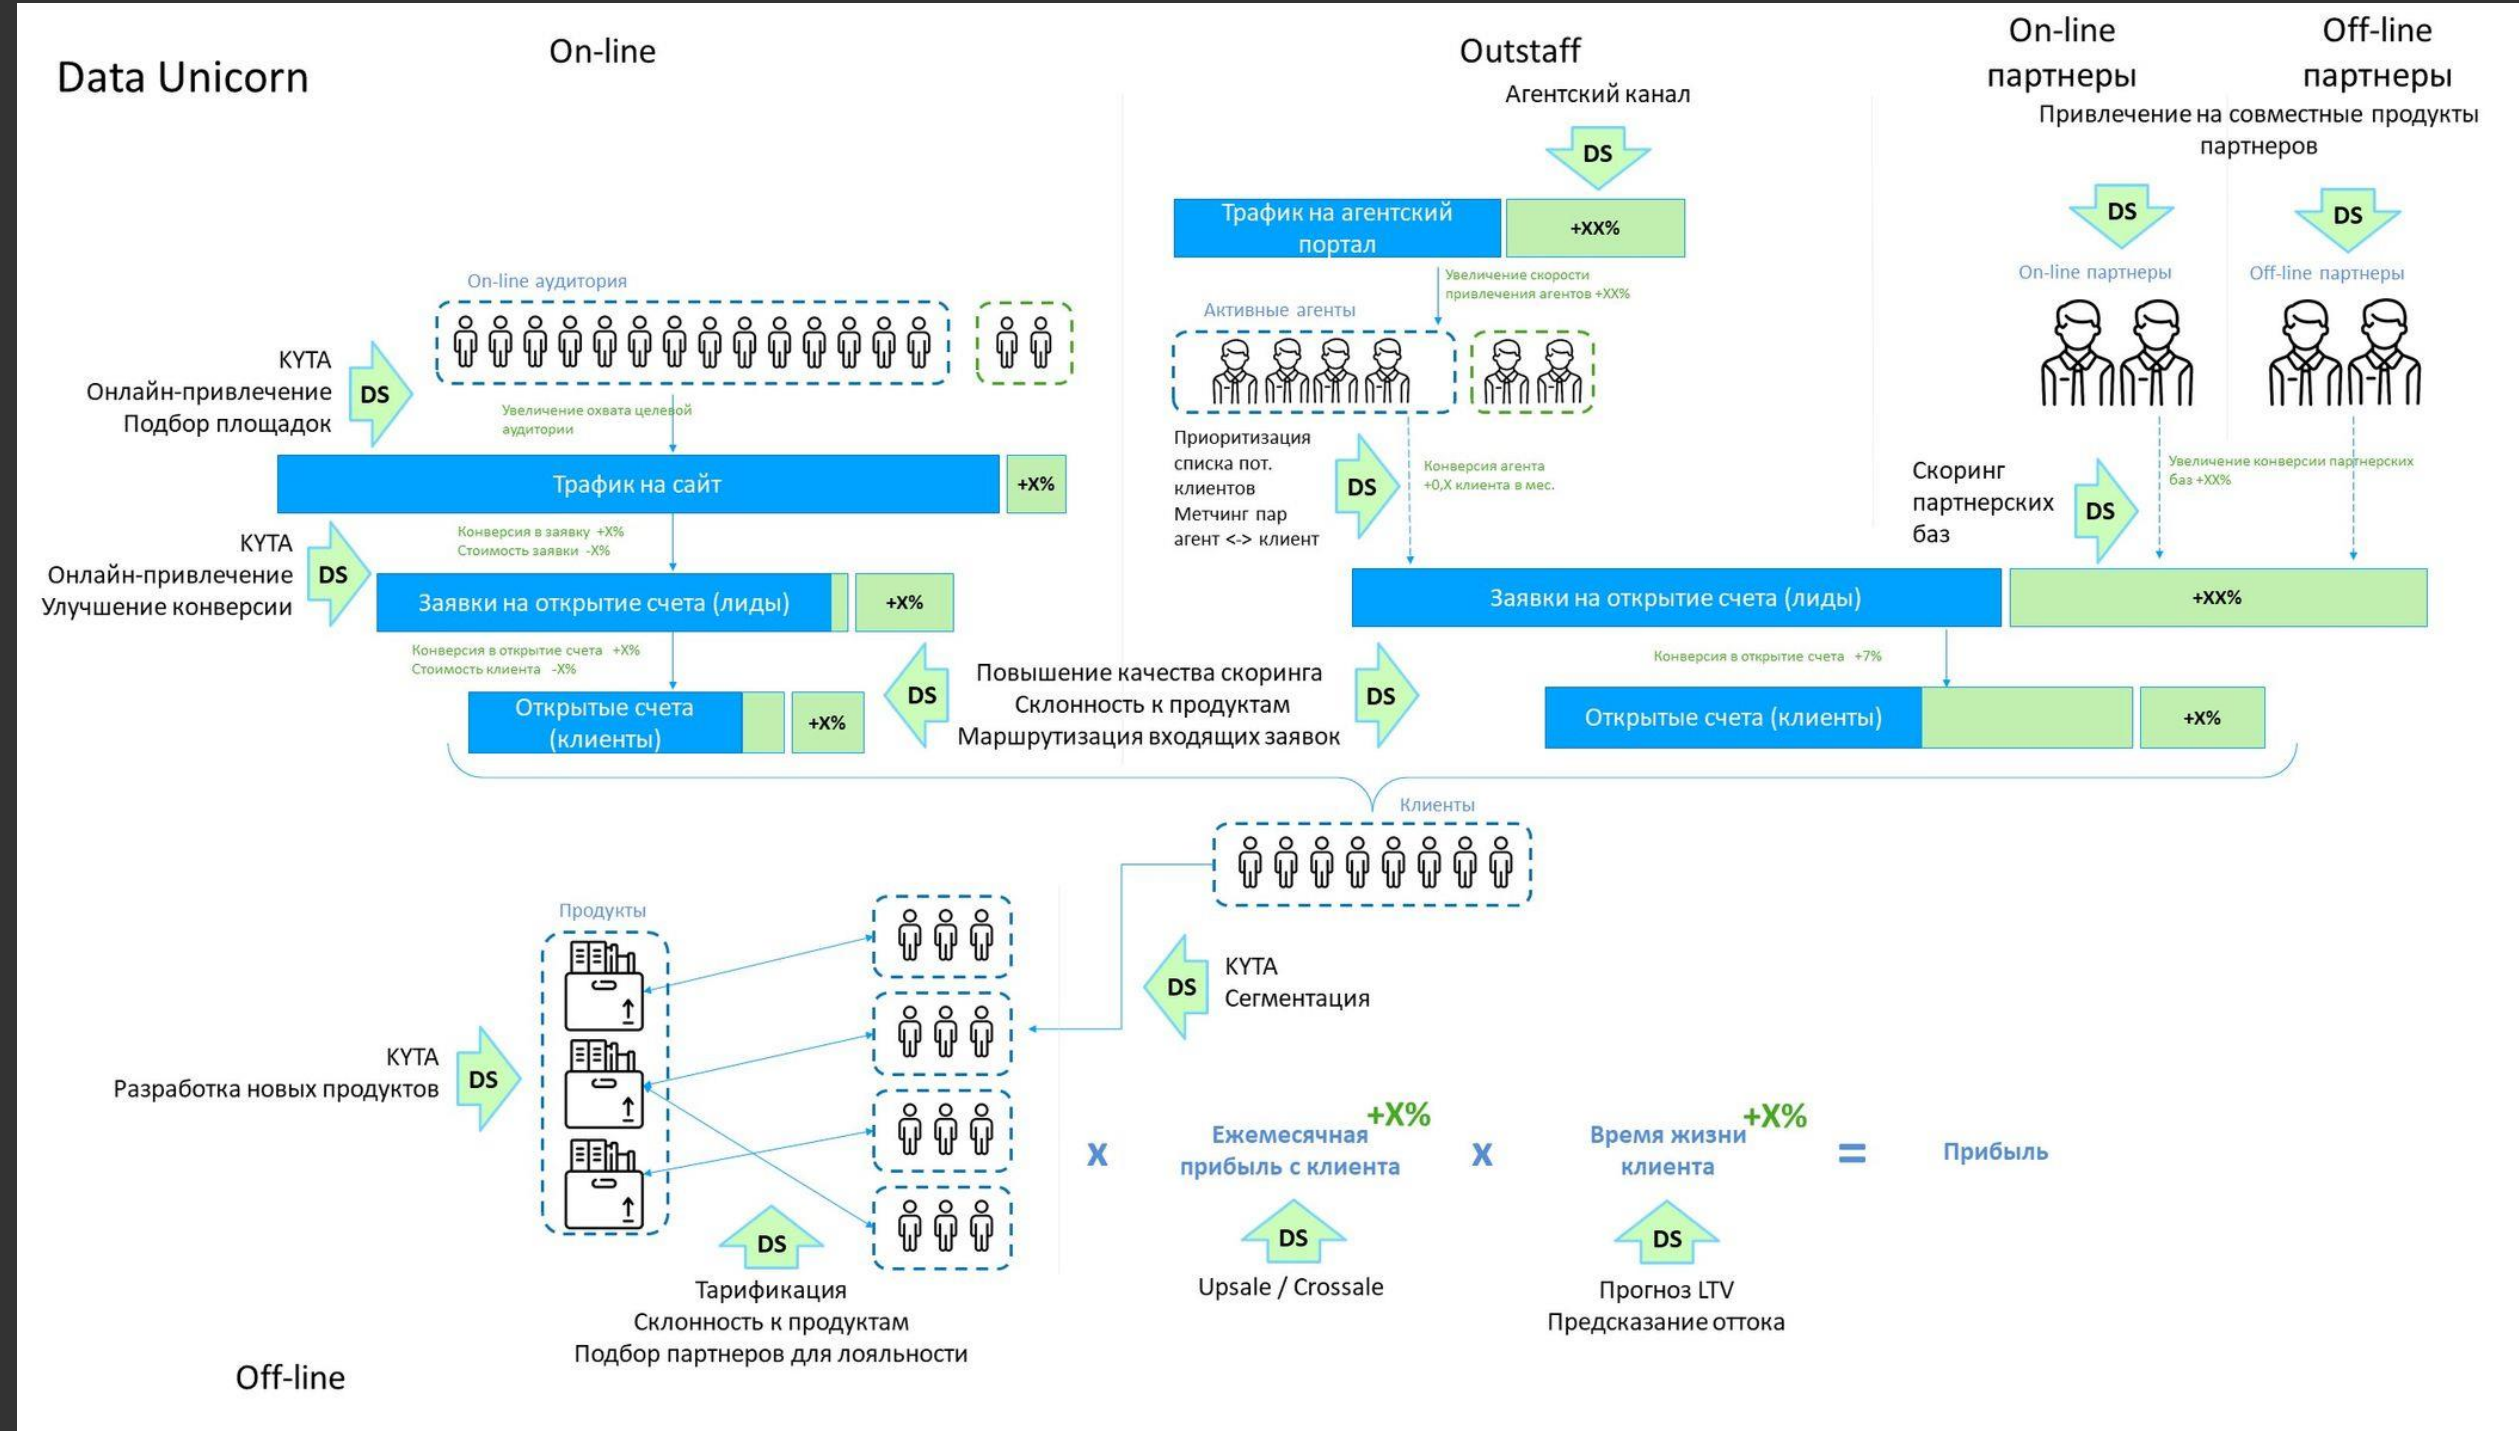 Data Unicorn
On-line
Outstaff
Агентский канал
On-line
партнеры
Off-line
партнеры
Привлечение на совместные продукты
партнеров
DS
DS
DS
Трафик на агентский
портал
+XX%
Увеличение скорости
привлечения агентов +XX%
On-line партнеры
Off-line партнеры
On-line аудитория
Активные агенты
KYTA
Онлайн-привлечение
Подбор площадок
DS
Увеличение охвата целевой
аудитории
Трафик на сайт
+X%
Приоритизация
списка пот.
клиентов
Метчинг пар
агент <-> клиент
DS
Конверсия агента
+0,X клиента в мес.
Скоринг
партнерских
баз
DS
Увеличение конверсии партнерских
баз +XX%
Конверсия в заявку +X%
Стоимость заявки -X%
KYTA
Онлайн-привлечение
Улучшение конверсии
DS
Заявки на открытие счета (лиды)
+X%
Заявки на открытие счета (лиды)
+XX%
Конверсия в открытие счета +X%
Стоимость клиента -X%
Конверсия в открытие счета +7%
Открытые счета
(клиенты)
+X%
DS
Повышение качества скоринга
Склонность к продуктам
Маршрутизация входящих заявок
DS
Открытые счета (клиенты)
+X%
Клиенты
Продукты
DS
KYTA
Сегментация
KYTA
Разработка новых продуктов
DS
x
Ежемесячная
прибыль с клиента
+X%
x
Время жизни
клиента
+X%
=
Прибыль
DS
DS
DS
Тарификация
Склонность к продуктам
Подбор партнеров для лояльности
Upsale / Crossale
Прогноз LTV
Предсказание оттока
Off-line